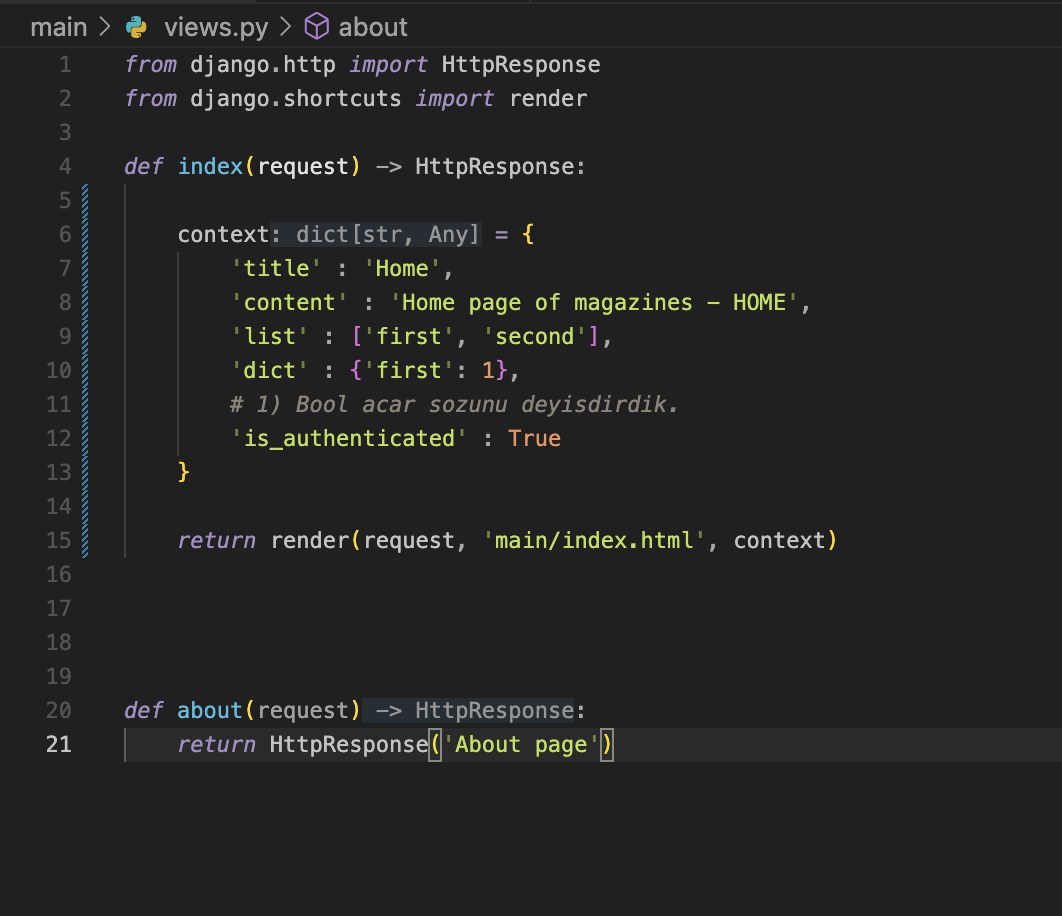 main > views.py > about
1 from django.http import HttpResponse
2 from django.shortcuts import render
3
4 def index(request) -> HttpResponse:
5
6     context: dict[str, Any] = {
7         'title' : 'Home',
8         'content' : 'Home page of magazines - HOME',
9         'list' : ['first', 'second'],
10         'dict' : {'first': 1},
11         # 1) Bool acar sozunu deyisdirdik.
12         'is_authenticated' : True
13     }
14
15     return render(request, 'main/index.html', context)
16
17
18
19
20 def about(request) -> HttpResponse:
21     return HttpResponse('About page')